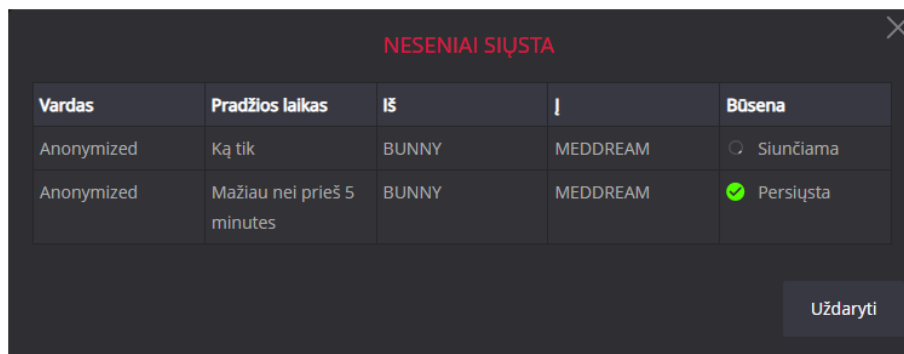 NESENIAI SIŲSTA
Vardas Pradžios laikas Iš Į Būsena
Anonymized Ką tik BUNNY MEDDREAM Siunčiama
Anonymized Mažiau nei prieš 5 BUNNY MEDDREAM Persiųsta
minutes
Uždaryti